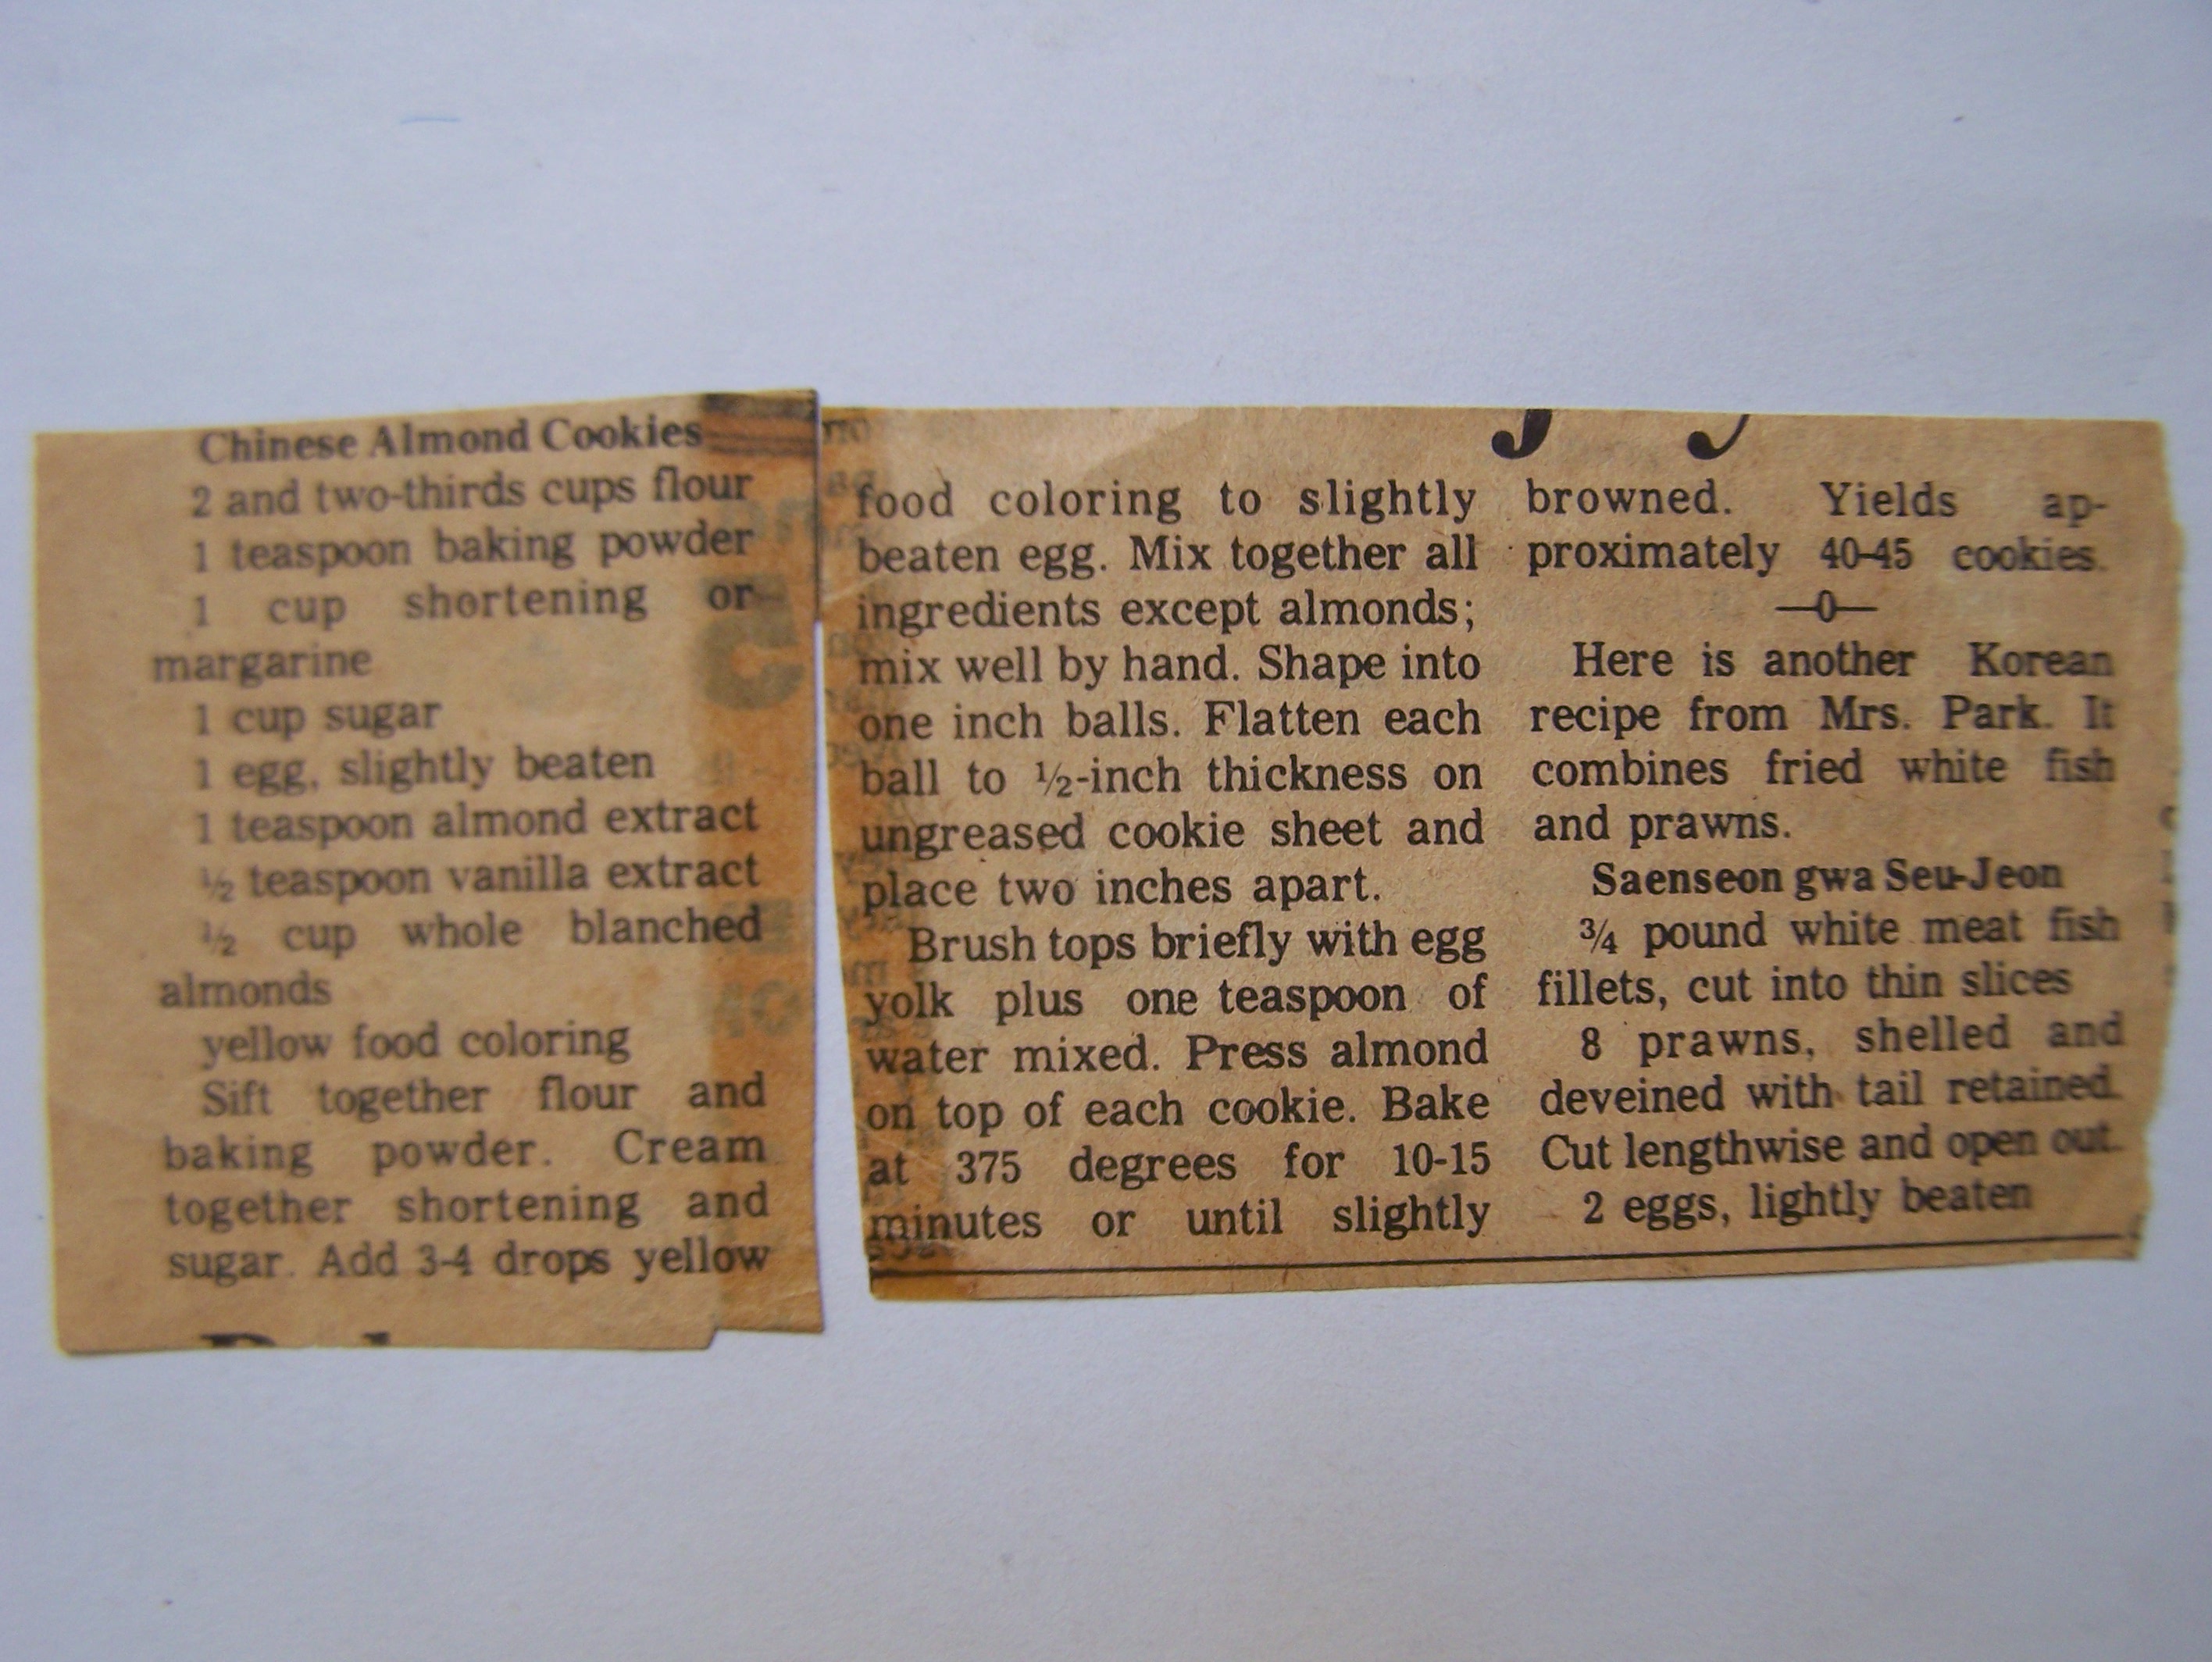 Chinese Almond Cookies
2 and two-thirds cups flour
1 teaspoon baking powder
1 cup shortening or
margarine
1 cup sugar
1 egg, slightly beaten
1 teaspoon almond extract
½ teaspoon vanilla extract
½ cup whole blanched
almonds
yellow food coloring
Sift together flour and
baking powder. Cream
together shortening and
sugar. Add 3-4 drops yellow
food coloring to slightly
beaten egg. Mix together all
ingredients except almonds;
mix well by hand. Shape into
one inch balls. Flatten each
ball to ½-inch thickness on
ungreased cookie sheet and
place two inches apart.
Brush tops briefly with egg
yolk plus one teaspoon of
water mixed. Press almond
on top of each cookie. Bake
at 375 degrees for 10-15
minutes or until slightly
browned. Yields ap-
proximately 40-45 cookies.
—0—
Here is another Korean
recipe from Mrs. Park. It
combines fried white fish
and prawns.
Saenseon gwa Seu-Jeon
¾ pound white meat fish
fillets, cut into thin slices
8 prawns, shelled and
deveined with tail retained.
Cut lengthwise and open out.
2 eggs, lightly beaten